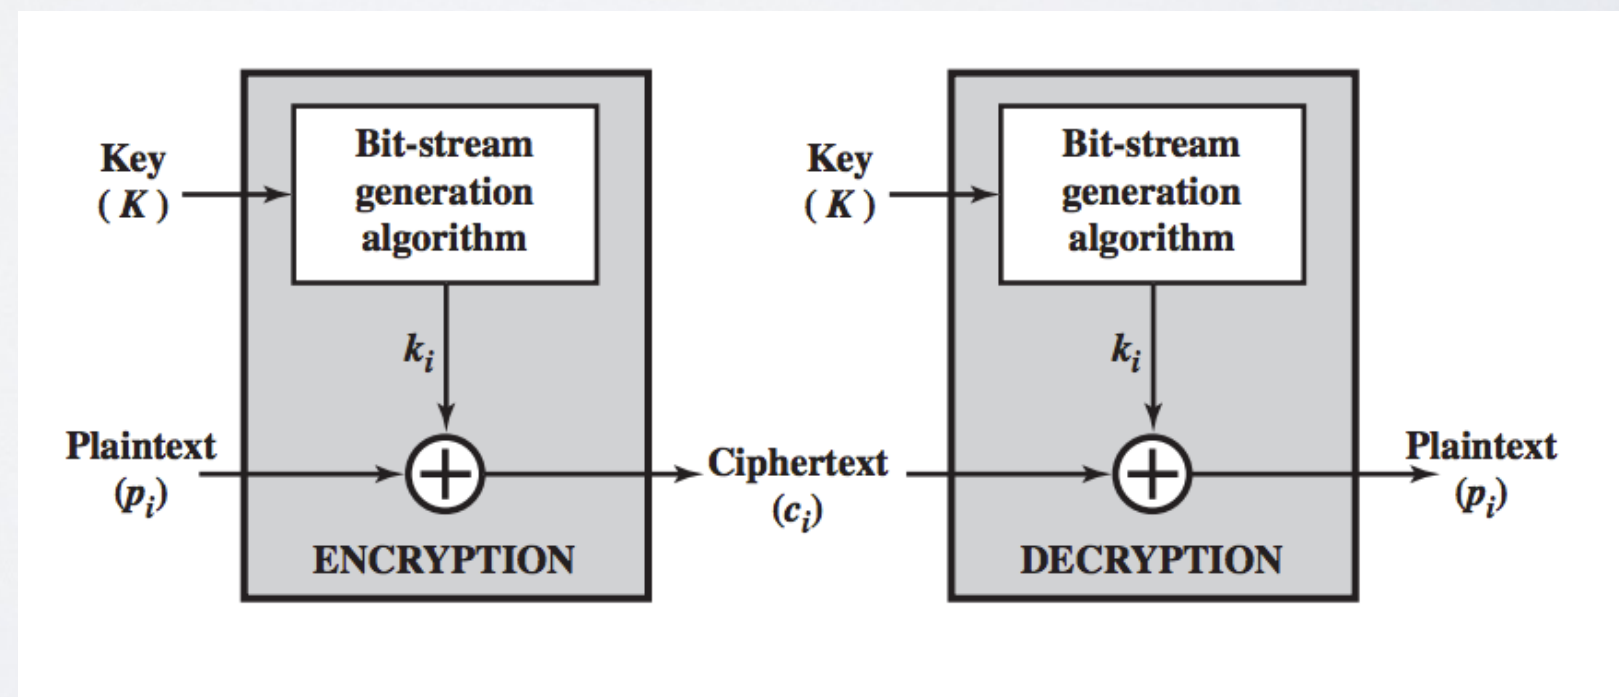 Key
( K )
Bit-stream
generation
algorithm
k_i
Plaintext
(p_i)
ENCRYPTION
Ciphertext
(c_i)
Key
( K )
Bit-stream
generation
algorithm
k_i
DECRYPTION
Plaintext
(p_i)